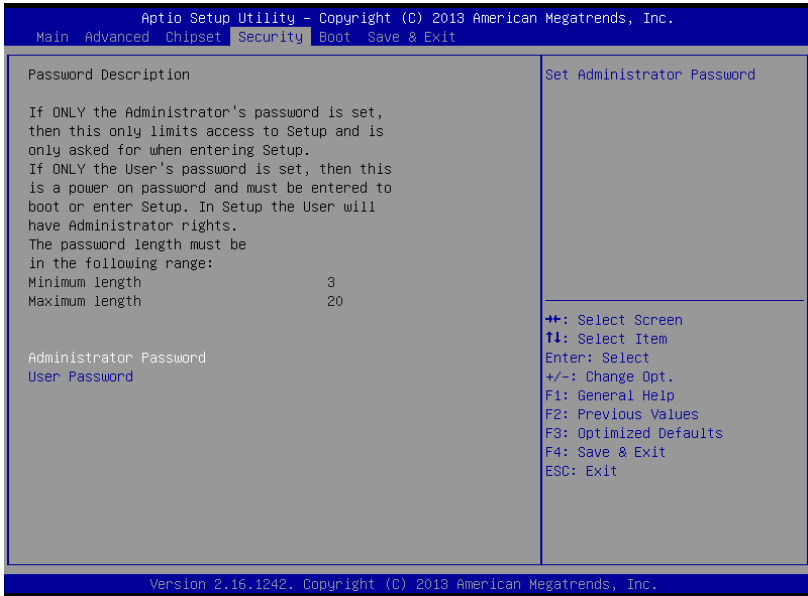 Aptio Setup Utility – Copyright (C) 2013 American Megatrends, Inc.
Main Advanced Chipset Security Boot Save & Exit
Password Description
If ONLY the Administrator's password is set,
then this only limits access to Setup and is
only asked for when entering Setup.
If ONLY the User's password is set, then this
is a power on password and must be entered to
boot or enter Setup. In Setup the User will
have Administrator rights.
The password length must be
in the following range:
Minimum length 3
Maximum length 20
Administrator Password
User Password
Set Administrator Password
→←: Select Screen
↑↓: Select Item
Enter: Select
+/-: Change Opt.
F1: General Help
F2: Previous Values
F3: Optimized Defaults
F4: Save & Exit
ESC: Exit
Version 2.16.1242. Copyright (C) 2013 American Megatrends, Inc.